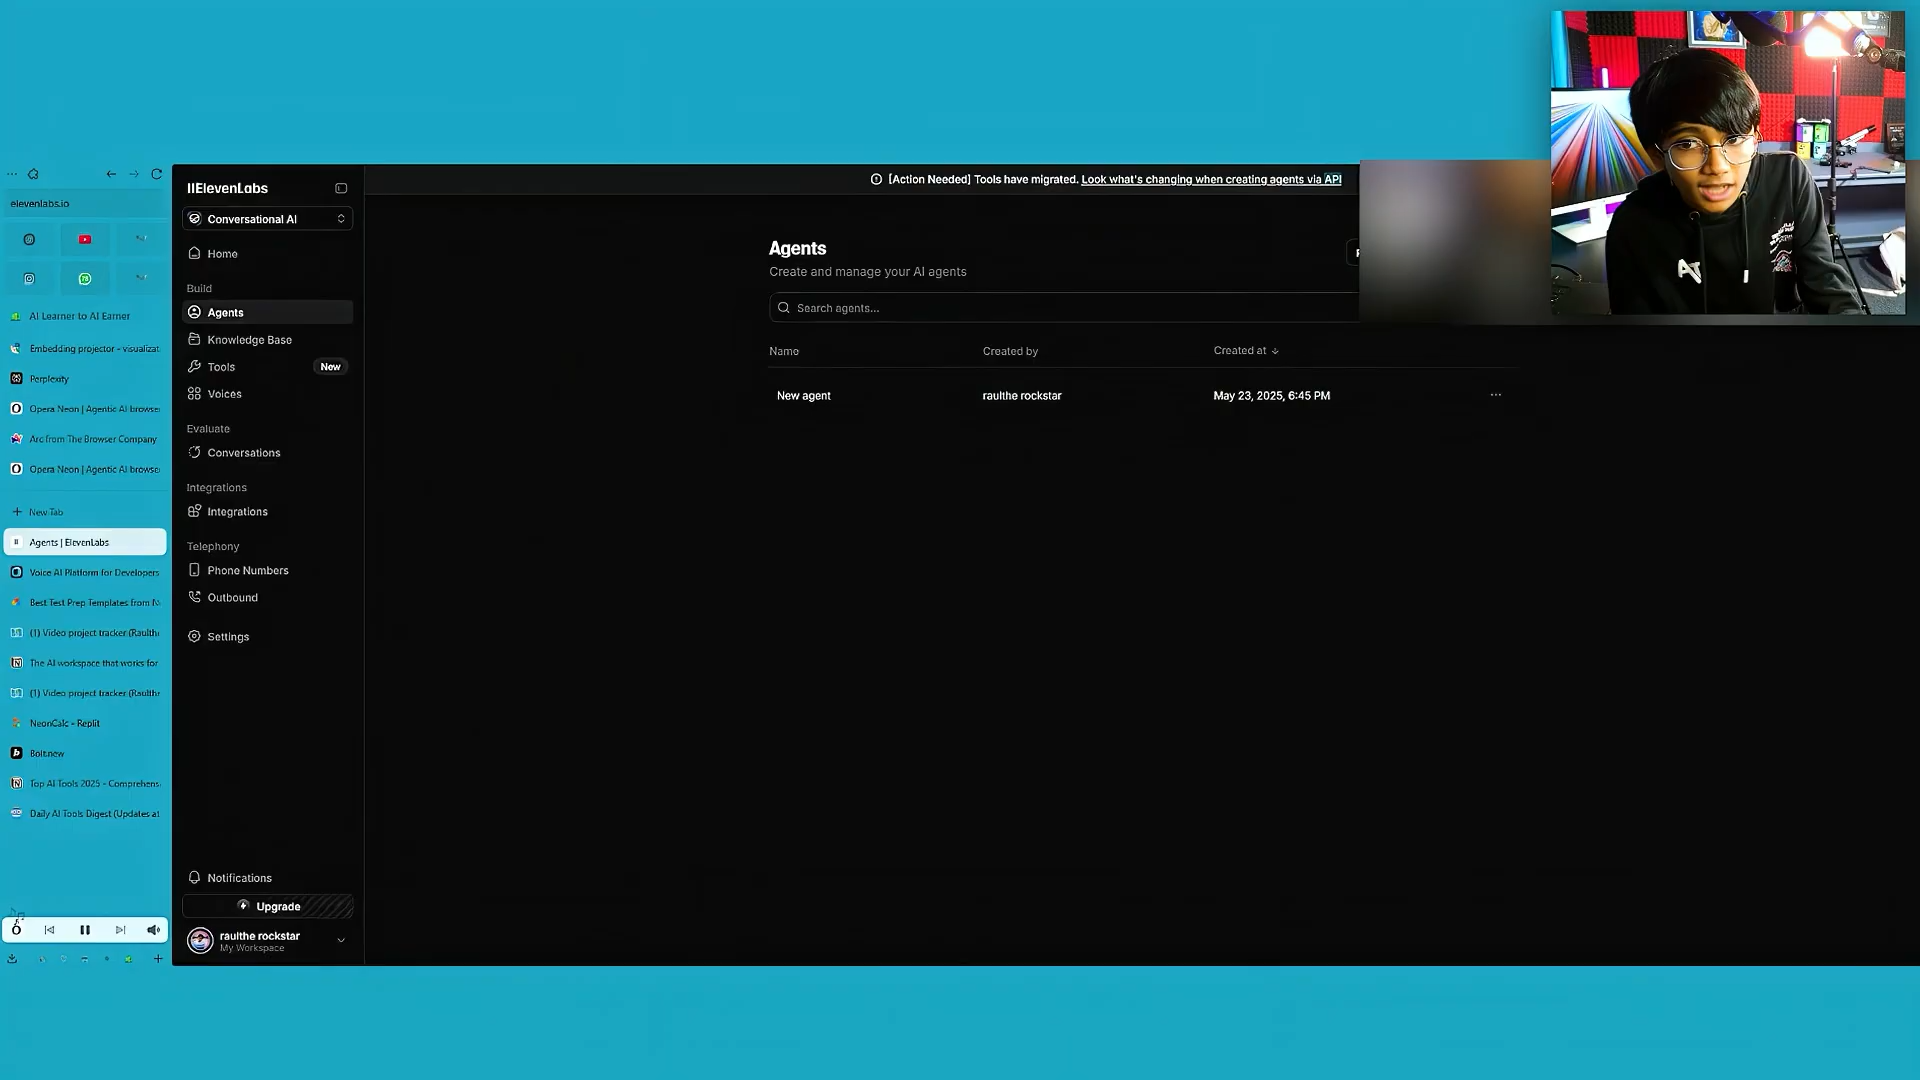 elevenlabs.io
AI Learner to AI Earner
Embedding projector - visualizat
Perplexity
Opera Neon | Agentic AI browse
Arc from The Browser Company
Opera Neon | Agentic AI browse
New Tab
Agents | ElevenLabs
Voice AI Platform for Developers
Best Test Prep Templates from
(1) Video project tracker (Raulth
The AI workspace that works for
(1) Video project tracker (Raulth
NeonCalc - Replit
Bolt.new
Top AI Tools 2025 - Comprehens
Daily AI Tools Digest (Updates at
IIElevenLabs
Conversational AI
Home
Build
Agents
Knowledge Base
Tools New
Voices
Evaluate
Conversations
Integrations
Integrations
Telephony
Phone Numbers
Outbound
Settings
Notifications
Upgrade
raulthe rockstar
My Workspace
[Action Needed] Tools have migrated. Look what's changing when creating agents via API
Agents
Create and manage your AI agents
Search agents...
Name Created by Created at
New agent raulthe rockstar May 23, 2025, 6:45 PM